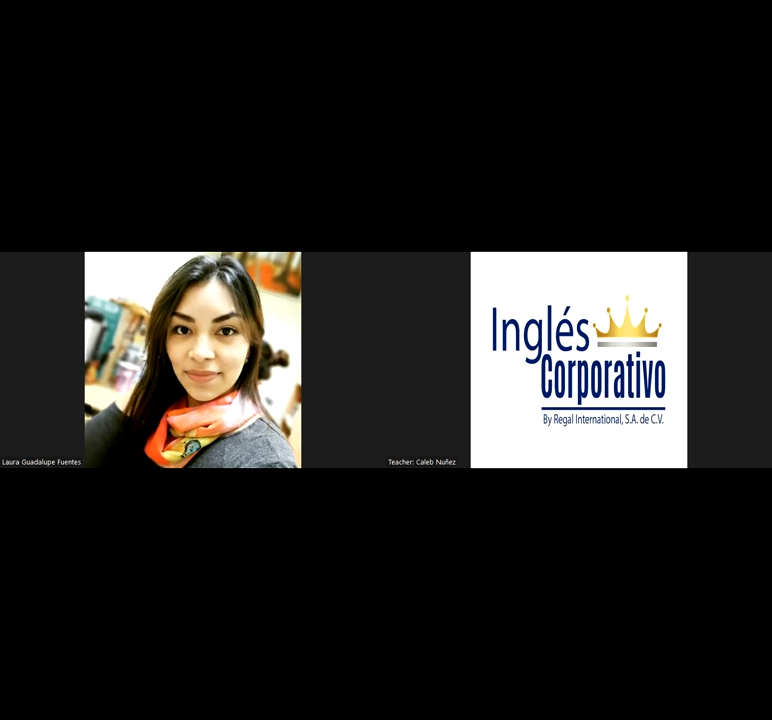 Inglés
Corporativo
By Regal International, S.A. de C.V.
Laura Guadalupe Fuentes
Teacher: Caleb Nuñez